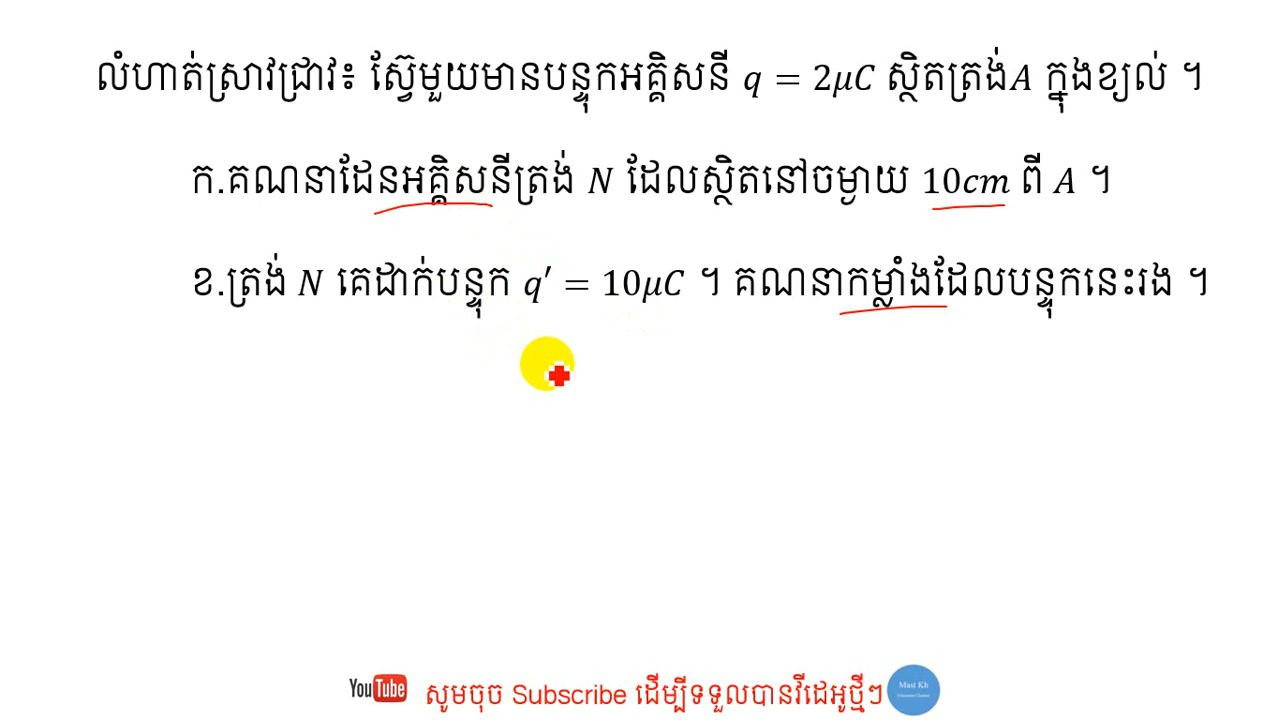 លំហាត់ស្រាវជ្រាវ៖ ស្វ៊ែមួយមានបន្ទុកអគ្គិសនី q = 2μC ស្ថិតត្រង់A ក្នុងខ្យល់ ។
ក.គណនាដែនអគ្គិសនីត្រង់ N ដែលស្ថិតនៅចម្ងាយ 10cm ពី A ។
ខ.ត្រង់ N គេដាក់បន្ទុក q′ = 10μC ។ គណនាកម្លាំងដែលបន្ទុកនេះរង ។
YouTube សូមចុច Subscribe ដើម្បីទទួលបានវីដេអូថ្មីៗ Mast Kh